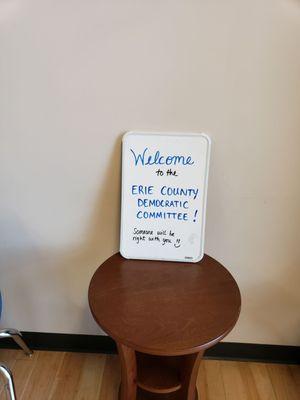 Welcome
to the
ERIE COUNTY
DEMOCRATIC
COMMITTEE!
Someone will be
right with you :)